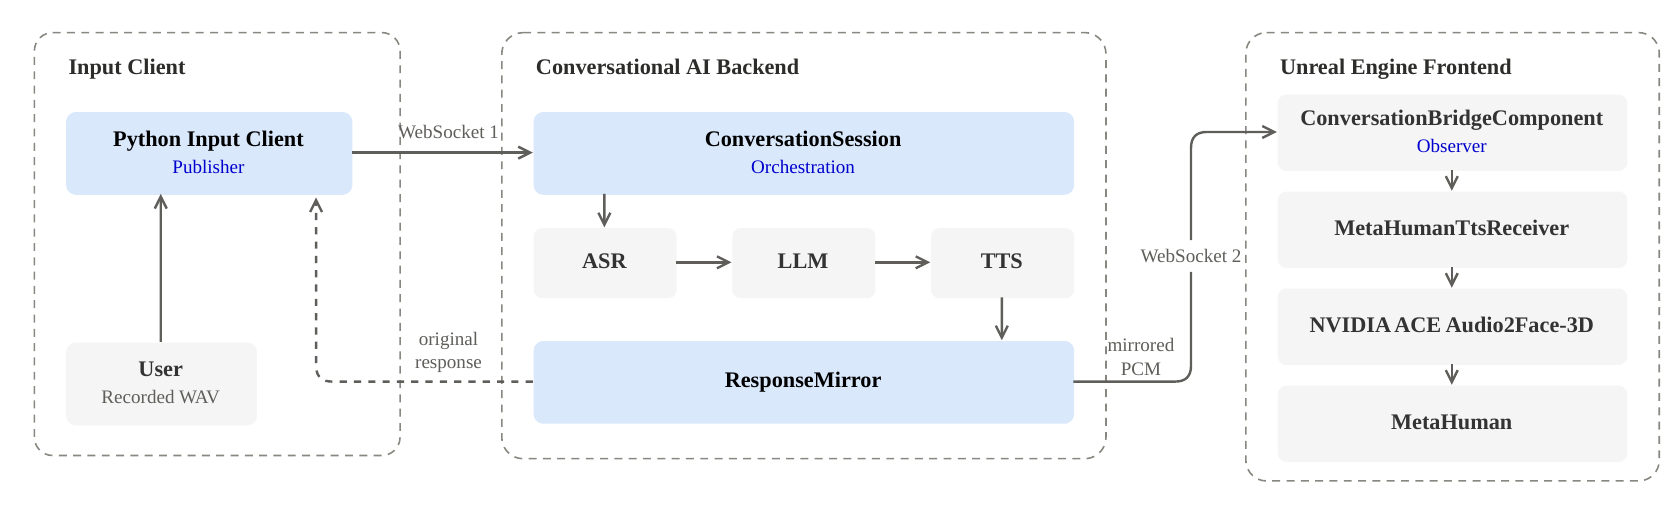 Input Client
Python Input Client
Publisher
User
Recorded WAV
WebSocket 1
original
response
Conversational AI Backend
ConversationSession
Orchestration
ASR
LLM
TTS
ResponseMirror
mirrored
PCM
WebSocket 2
Unreal Engine Frontend
ConversationBridgeComponent
Observer
MetaHumanTtsReceiver
NVIDIA ACE Audio2Face-3D
MetaHuman